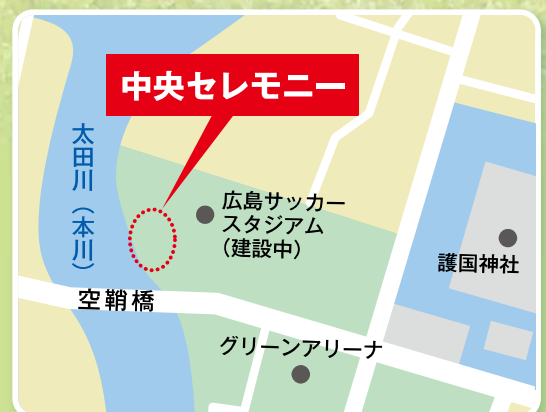 中央セレモニー
太田川（本川）
広島サッカー
スタジアム
（建設中）
護国神社
空鞘橋
グリーンアリーナ